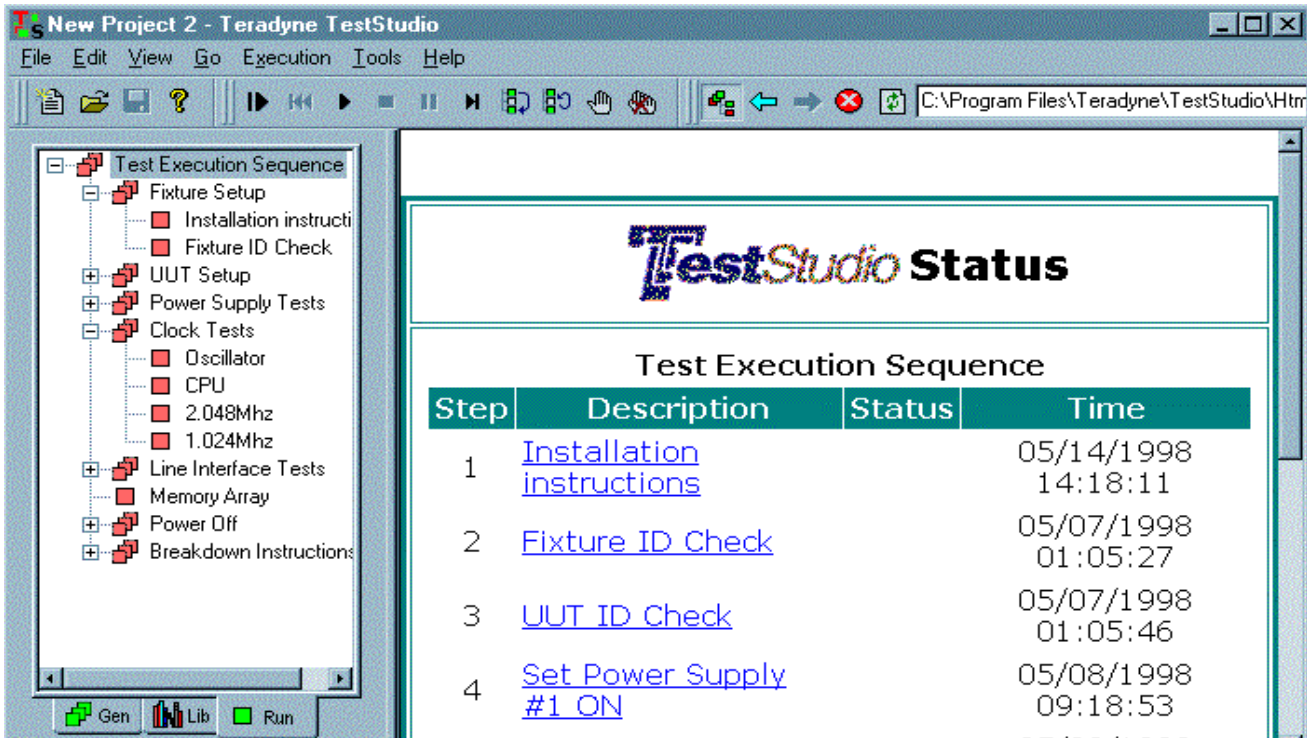 New Project 2 - Teradyne TestStudio
File Edit View Go Execution Tools Help
C:\Program Files\Teradyne\TestStudio\Htm
Test Execution Sequence
Fixture Setup
Installation instructi
Fixture ID Check
UUT Setup
Power Supply Tests
Clock Tests
Oscillator
CPU
2.048Mhz
1.024Mhz
Line Interface Tests
Memory Array
Power Off
Breakdown Instructions
Gen Lib Run
TestStudio Status
Test Execution Sequence
Step Description Status Time
1 Installation instructions 05/14/1998 14:18:11
2 Fixture ID Check 05/07/1998 01:05:27
3 UUT ID Check 05/07/1998 01:05:46
4 Set Power Supply #1 ON 05/08/1998 09:18:53